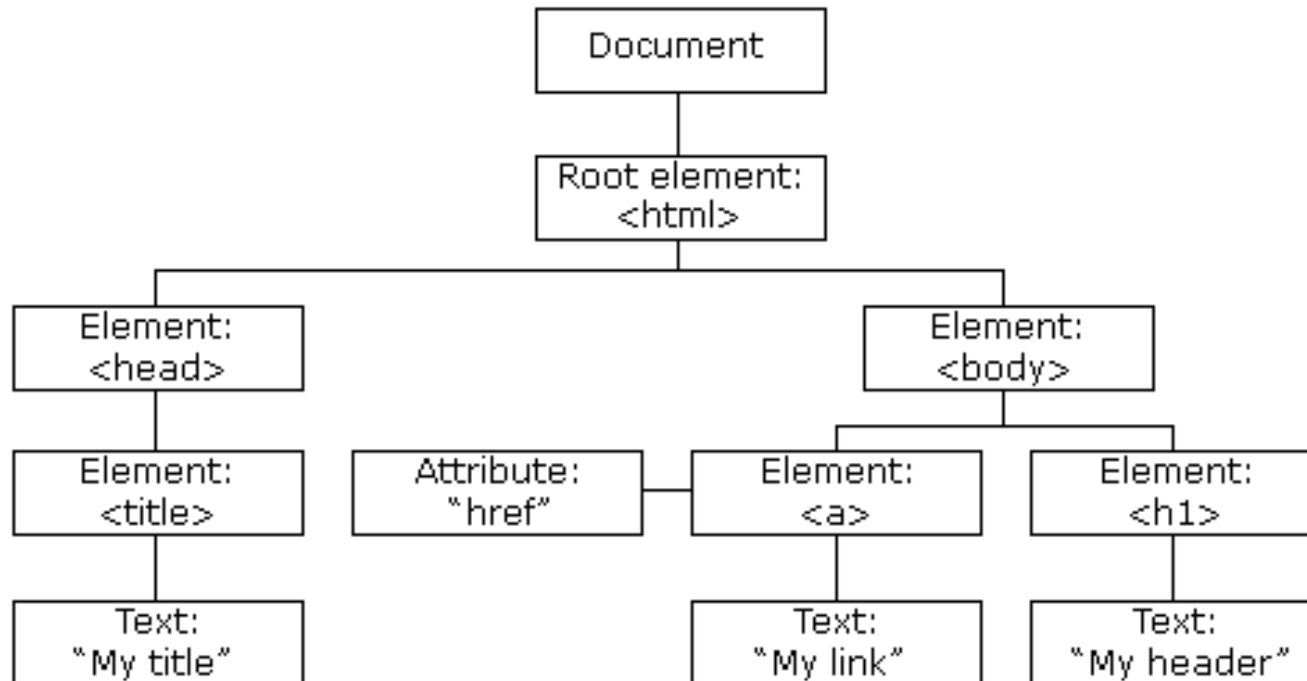 Document
Root element:
<html>
Element:
<head>
Element:
<body>
Element:
<title>
Attribute:
“href”
Element:
<a>
Element:
<h1>
Text:
“My title”
Text:
“My link”
Text:
“My header”